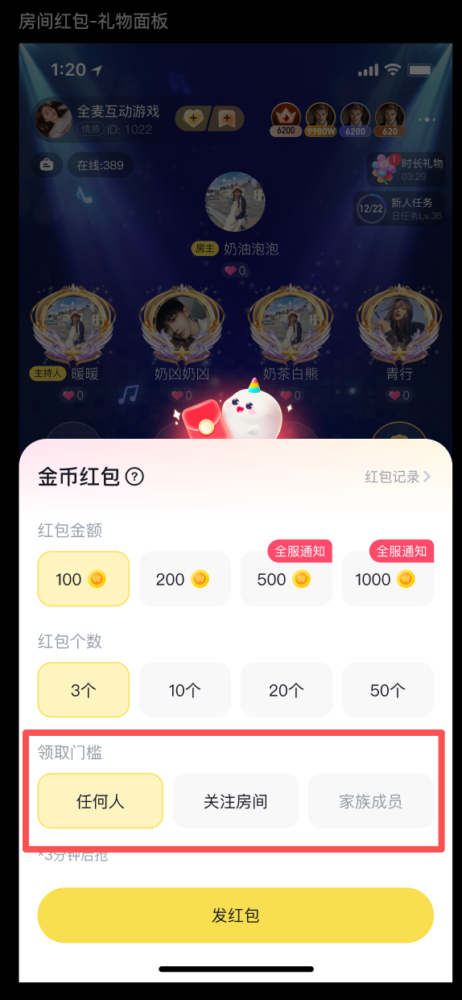 房间红包-礼物面板
1:20
全麦互动游戏
情感 ID: 1022
6200 9980W 6200 620
在线:389
1 时长礼物
03:29
12/22 新人任务
日任务Lv.35
房主 奶油泡泡
0
主持人 暖暖 奶凶奶凶 奶茶白熊 青行
0 0 0 0
金币红包 ? 红包记录
红包金额
全服通知 全服通知
100 200 500 1000
红包个数
3个 10个 20个 50个
领取门槛
任何人 关注房间 家族成员
*3分钟后抢
发红包